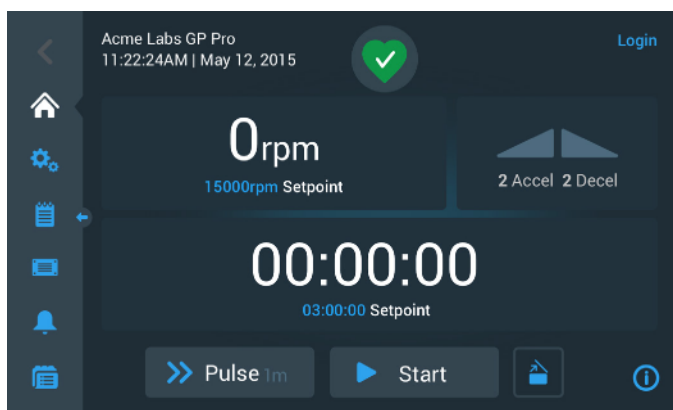 Acme Labs GP Pro
11:22:24AM | May 12, 2015
Login
0rpm
15000rpm Setpoint
2 Accel 2 Decel
00:00:00
03:00:00 Setpoint
Pulse 1m
Start